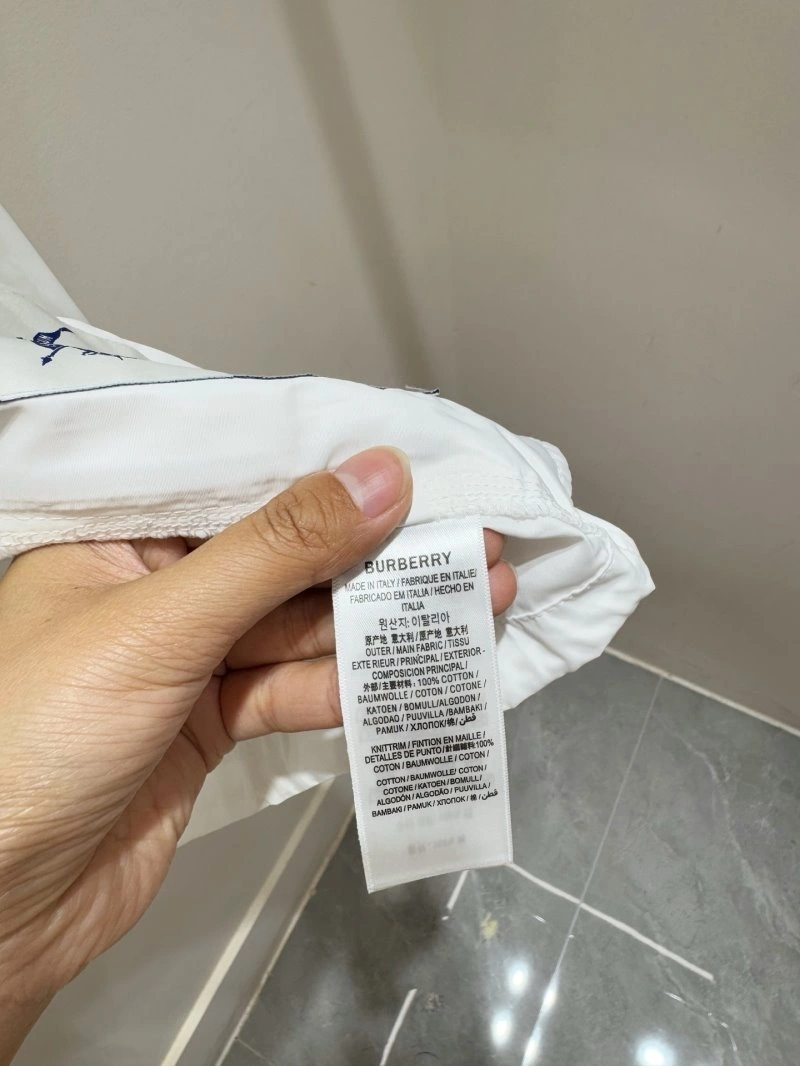 BURBERRY
MADE IN ITALY / FABRIQUE EN ITALIE/
FABRICADO EM ITALIA / HECHO EN
ITALIA
원산지: 이탈리아
原产地 意大利 / 原产地 意大利
OUTER / MAIN FABRIC / TISSU
EXTE RIEUR / PRINCIPAL / EXTERIOR -
COMPOSICION PRINCIPAL /
外部/主要材料: 100% COTTON /
BAUMWOLLE / COTON / COTONE /
KATOEN / BOMULL/ ALGODON /
ALGODAO / PUUVILLA /BAMBAKI /
PAMUK / ХЛОПОК/棉/ قطن
KNITTRIM / FINTION EN MAILLE /
DETALLES DE PUNTO/針織輔料100%
COTON / BAUMWOLLE / COTON /
COTTON / BAUMWOLLE/ COTON /
COTONE / KATOEN / BOMULL /
ALGODÓN / ALGODÃO / PUUVILLA /
BAMBAKI / PAMUK / ХЛОПОК / 棉 / قطن